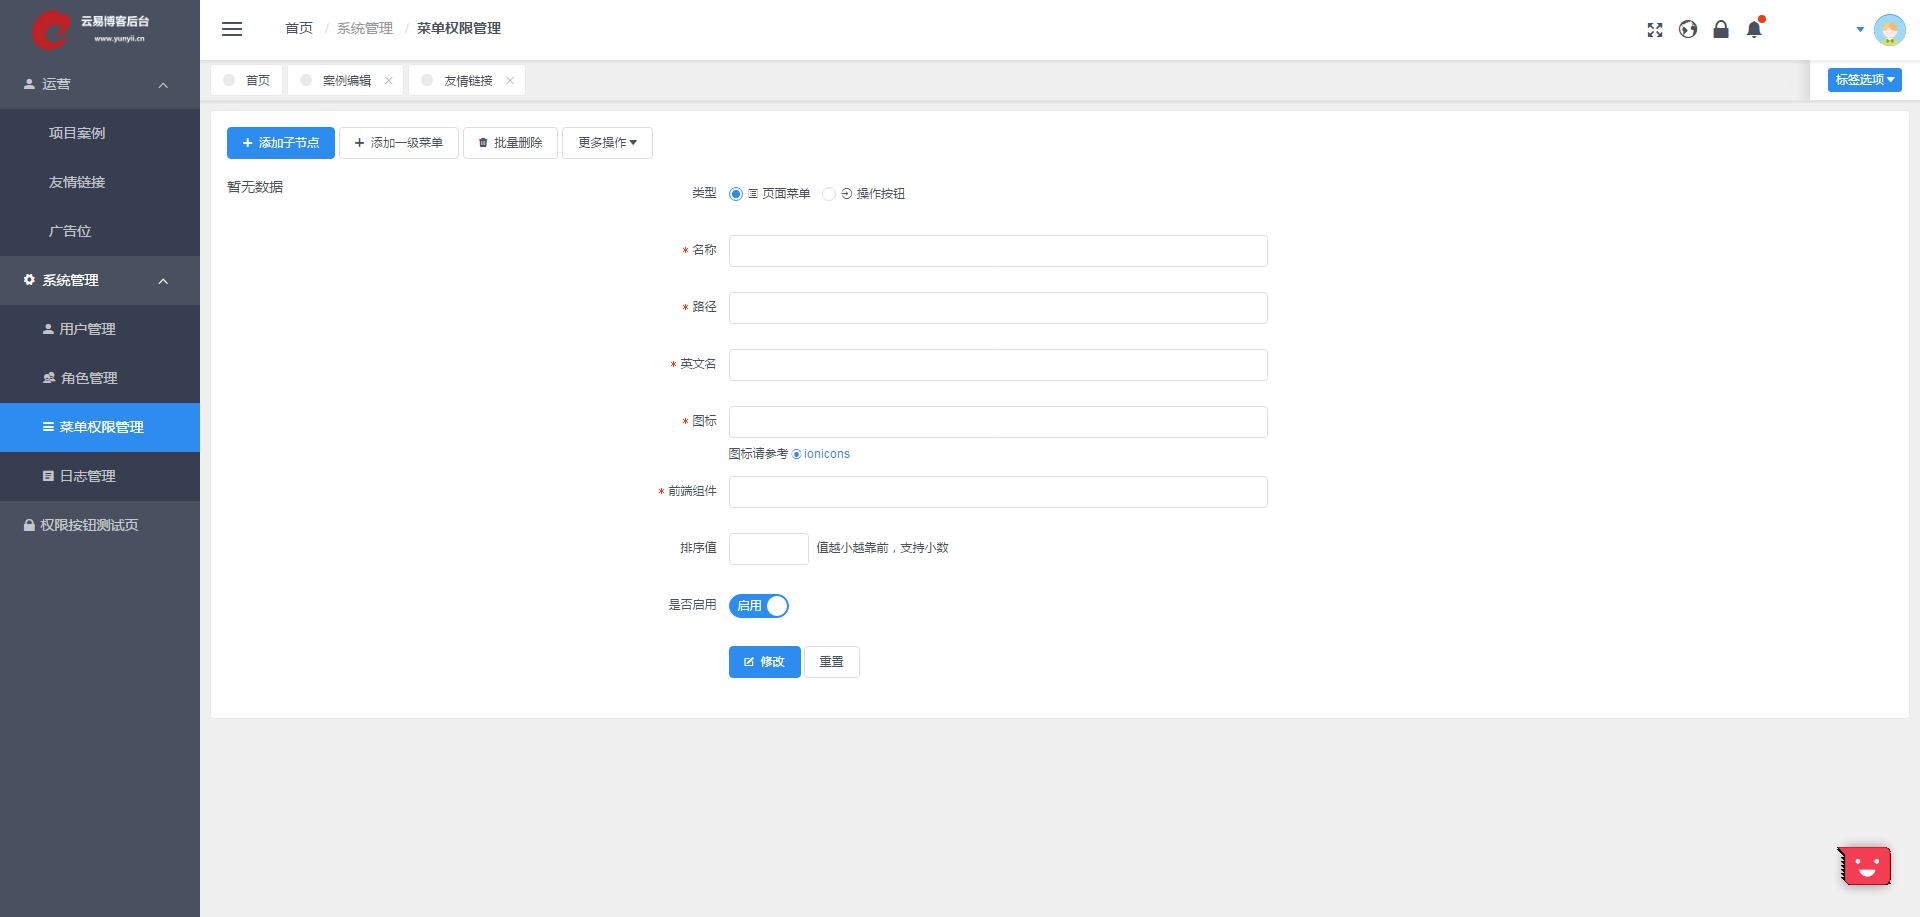 云易博客后台
www.yunyii.cn
首页 / 系统管理 / 菜单权限管理
首页
案例编辑
友情链接
标签选项
运营
项目案例
友情链接
广告位
系统管理
用户管理
角色管理
菜单权限管理
日志管理
权限按钮测试页
添加子节点
添加一级菜单
批量删除
更多操作
暂无数据
类型 页面菜单 操作按钮
* 名称
* 路径
* 英文名
* 图标
图标请参考 ionicons
* 前端组件
排序值 值越小越靠前，支持小数
是否启用 启用
修改 重置